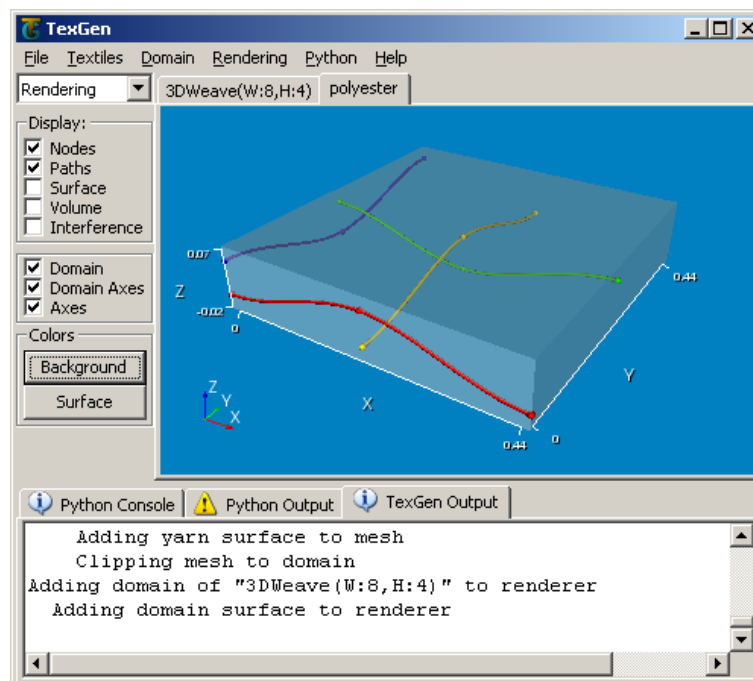 TexGen
File Textiles Domain Rendering Python Help
Rendering 3DWeave(W:8,H:4) polyester
Display:
Nodes
Paths
Surface
Volume
Interference
Domain
Domain Axes
Axes
Colors
Background
Surface
0.07
Z
-0.02
0
X
0.44
0
Y
0.44
Z
Y
X
Python Console Python Output TexGen Output
Adding yarn surface to mesh
Clipping mesh to domain
Adding domain of "3DWeave(W:8,H:4)" to renderer
Adding domain surface to renderer